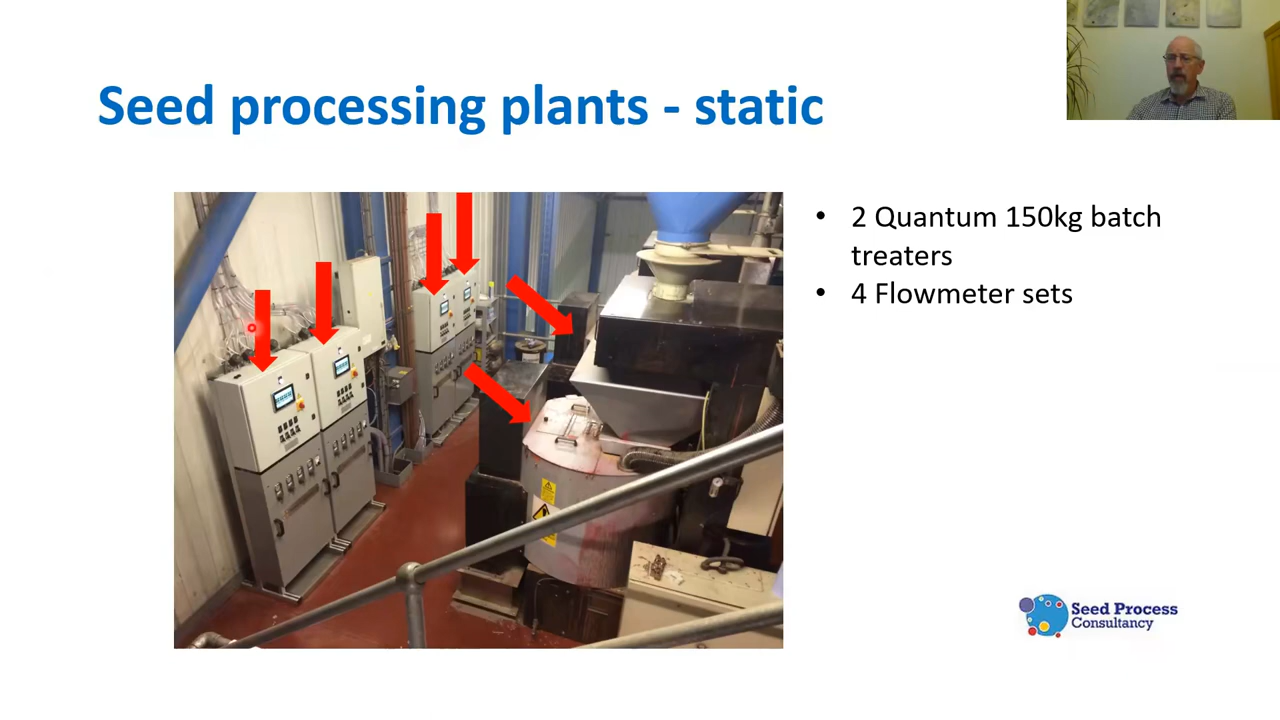 Seed processing plants - static
• 2 Quantum 150kg batch
treaters
• 4 Flowmeter sets
Seed Process
Consultancy